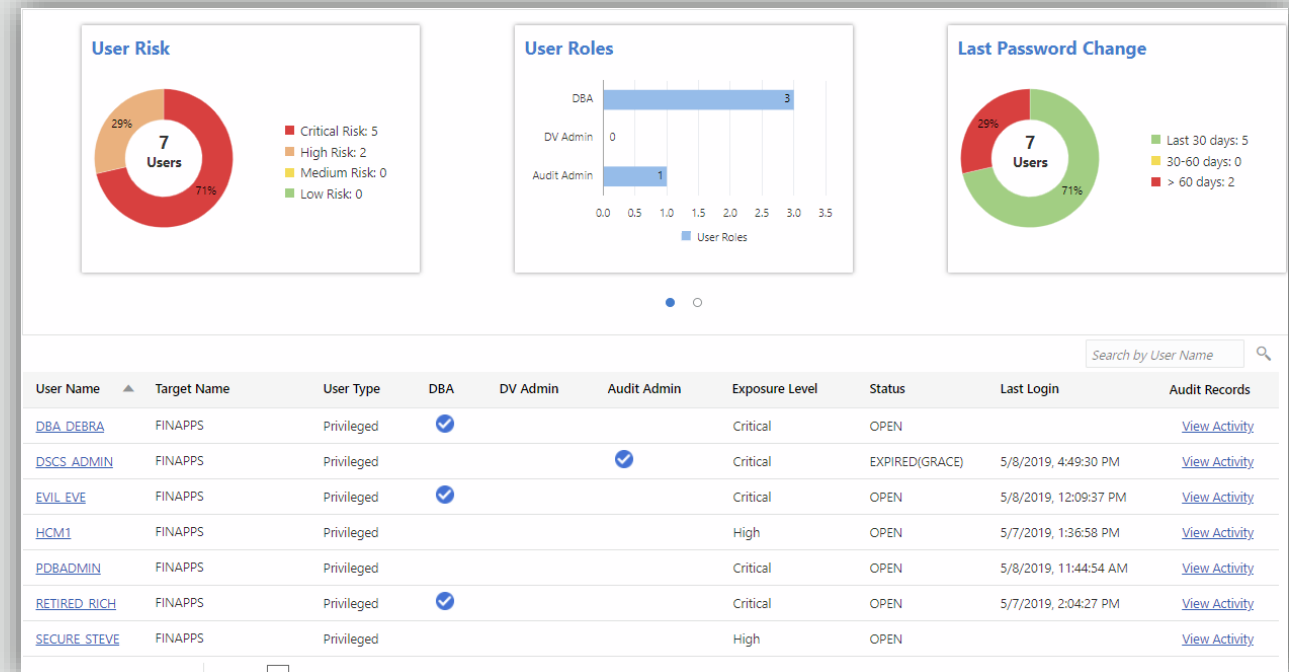 User Risk
29%
7
Users
71%
Critical Risk: 5
High Risk: 2
Medium Risk: 0
Low Risk: 0
User Roles
DBA 3
DV Admin 0
Audit Admin 1
0.0 0.5 1.0 1.5 2.0 2.5 3.0 3.5
User Roles
Last Password Change
29%
7
Users
71%
Last 30 days: 5
30-60 days: 0
> 60 days: 2
Search by User Name
User Name Target Name User Type DBA DV Admin Audit Admin Exposure Level Status Last Login Audit Records
DBA_DEBRA FINAPPS Privileged Critical OPEN View Activity
DSCS_ADMIN FINAPPS Privileged Critical EXPIRED(GRACE) 5/8/2019, 4:49:30 PM View Activity
EVIL_EVE FINAPPS Privileged Critical OPEN 5/8/2019, 12:09:37 PM View Activity
HCM1 FINAPPS Privileged High OPEN 5/7/2019, 1:36:58 PM View Activity
PDBADMIN FINAPPS Privileged Critical OPEN 5/8/2019, 11:44:54 AM View Activity
RETIRED_RICH FINAPPS Privileged Critical OPEN 5/7/2019, 2:04:27 PM View Activity
SECURE_STEVE FINAPPS Privileged High OPEN View Activity